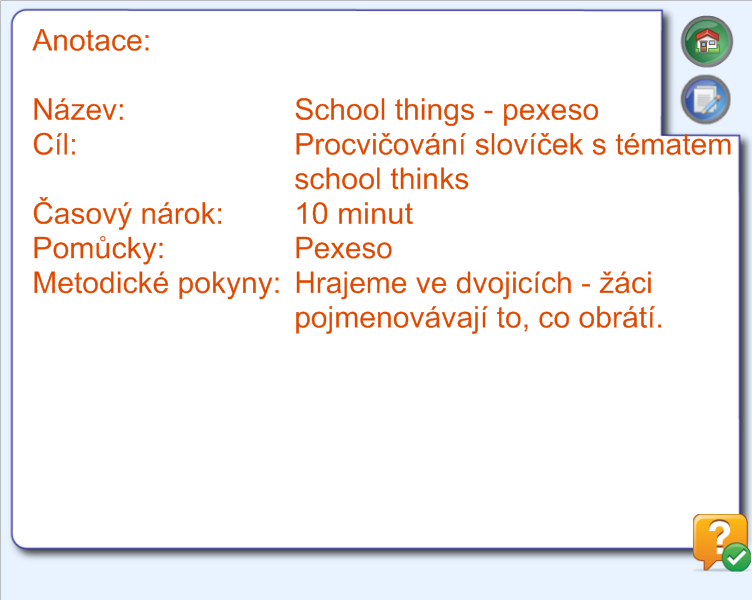 Anotace:
Název: School things - pexeso
Cíl: Procvičování slovíček s tématem
school thinks
Časový nárok: 10 minut
Pomůcky: Pexeso
Metodické pokyny: Hrajeme ve dvojicích - žáci
pojmenovávají to, co obrátí.
?